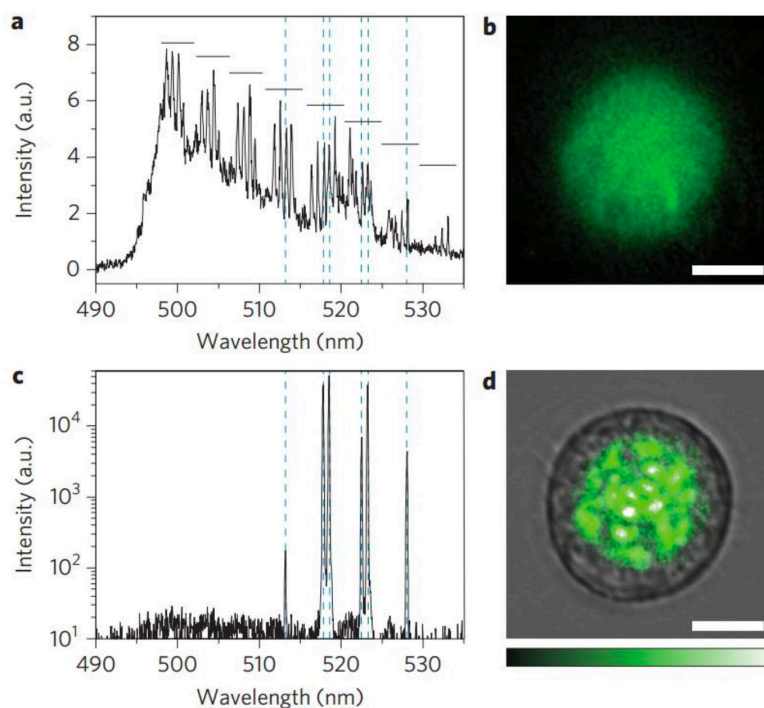 a
b
8
6
4
2
0
Intensity (a.u.)
490 500 510 520 530
Wavelength (nm)
c
d
10⁴
10³
10²
10¹
Intensity (a.u.)
490 500 510 520 530
Wavelength (nm)